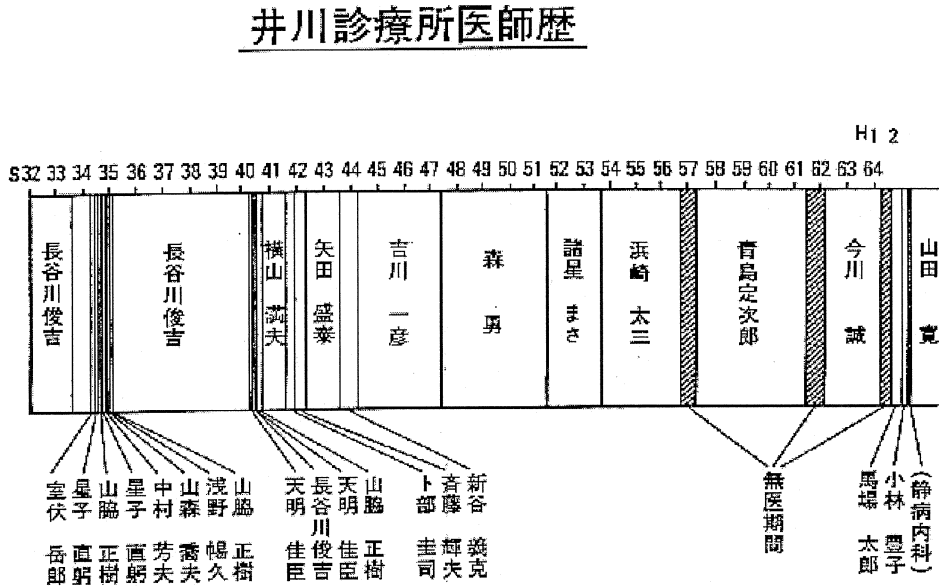 井川診療所医師歴
H1 2
S32 33 34 35 36 37 38 39 40 41 42 43 44 45 46 47 48 49 50 51 52 53 54 55 56 57 58 59 60 61 62 63 64
長谷川俊吉
長谷川俊吉
横山 満夫
矢田 盛泰
吉川 一彦
森 勇
諸星 まさ
浜崎 太三
青島定次郎
今川 誠
山田 寛
室伏 岳郎
星子 直躬
山脇 正樹
星子 直躬
中村 芳夫
山森 喬夫
浅野 暢久
山脇 正樹
天明 佳臣
長谷川俊吉
天明 佳臣
山脇 正樹
卜部 圭司
斉藤 輝夫
新谷 義克
無医期間
馬場 太郎
小林 豊子
(静病内科)